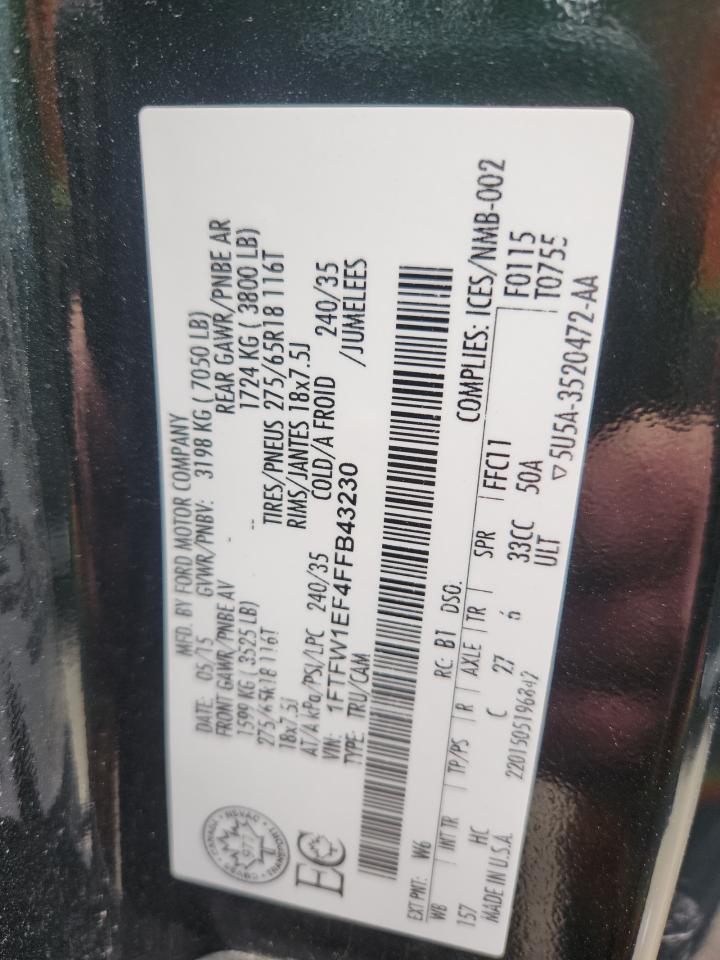 MFD. BY FORD MOTOR COMPANY
DATE: 05/15 GVWR/PNBV: 3198 KG ( 7050 LB)
FRONT GAWR/PNBE AV REAR GAWR/PNBE AR
1599 KG ( 3525 LB) 1724 KG ( 3800 LB)
275/65R18 116T TIRES/PNEUS 275/65R18 116T
18x7.5J RIMS/JANTES 18x7.5J
AT/A kPa/PSI/LPC 240/35 COLD/A FROID 240/35
VIN: 1FTFW1EF4FFB43230 /JUMELEES
TYPE: TRU/CAM
EC
EXT PNT: W6 RC: B1 DSO: COMPLIES: ICES/NMB-002
WB INT TR TP/PS R AXLE TR SPR FFC11 F0115
157 HC C 27 6 33CC 50A T0755
MADE IN U.S.A. 2201505196842 ULT ▽5U5A-3520472-AA